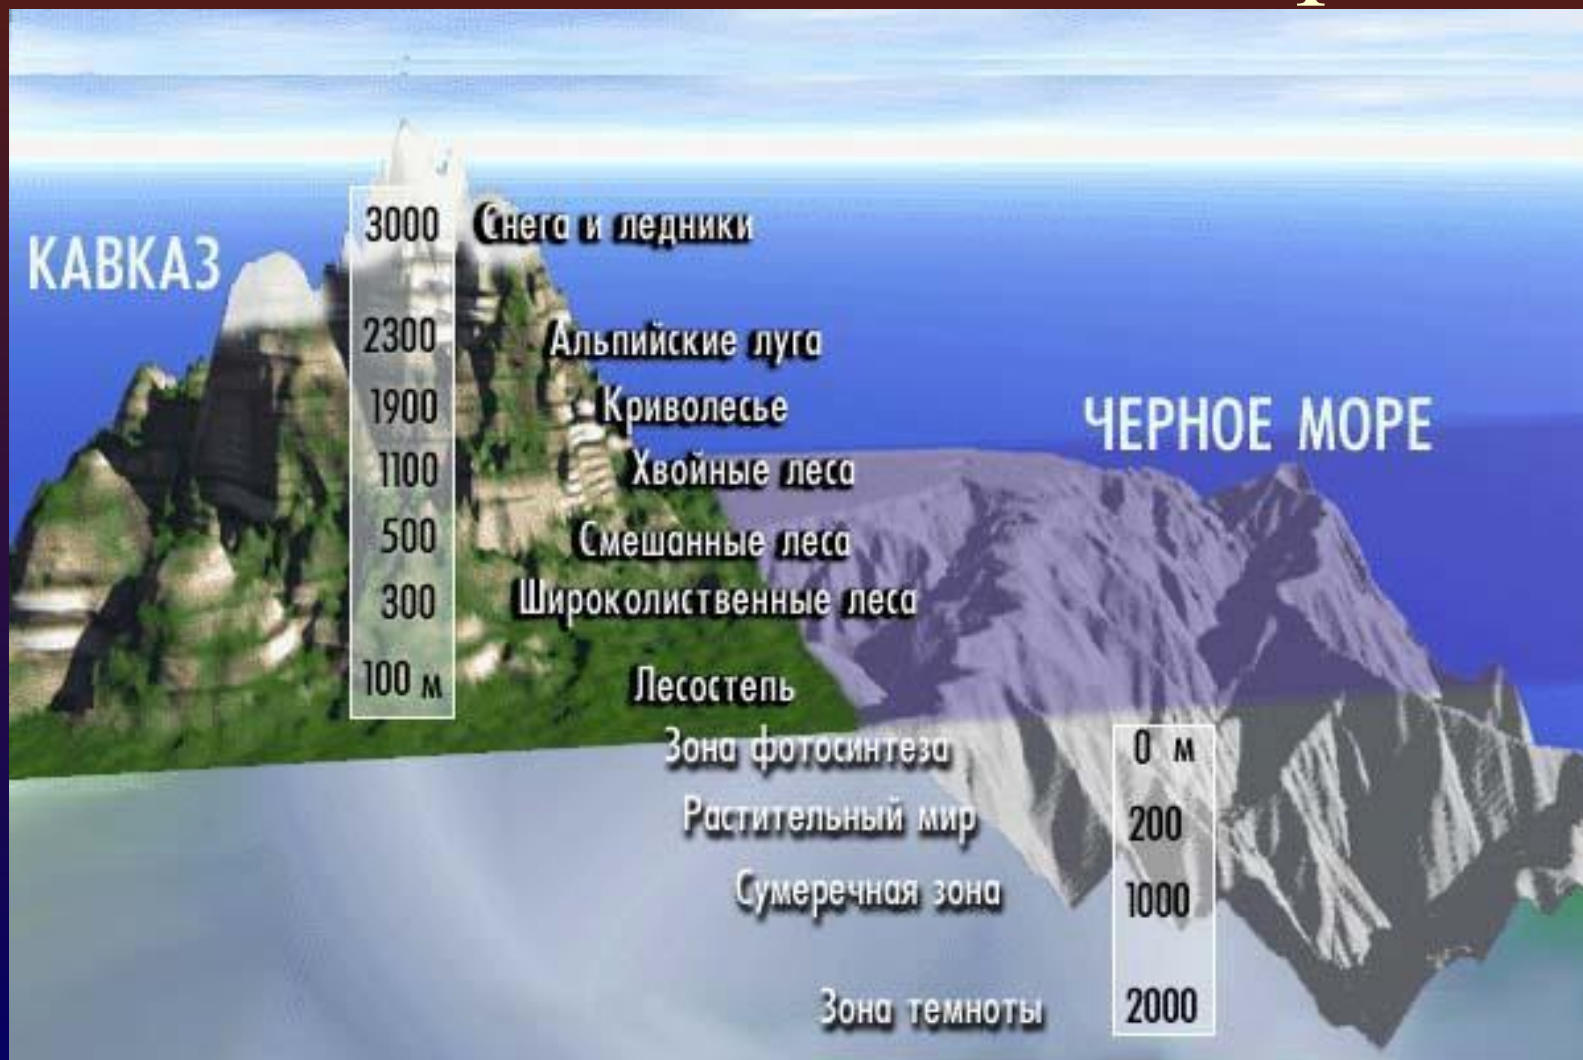 КАВКАЗ
3000 Снега и ледники
2300 Альпийские луга
1900 Криволесье
1100 Хвойные леса
500 Смешанные леса
300 Широколиственные леса
100 м Лесостепь
ЧЕРНОЕ МОРЕ
Зона фотосинтеза 0 м
Растительный мир 200
Сумеречная зона 1000
Зона темноты 2000